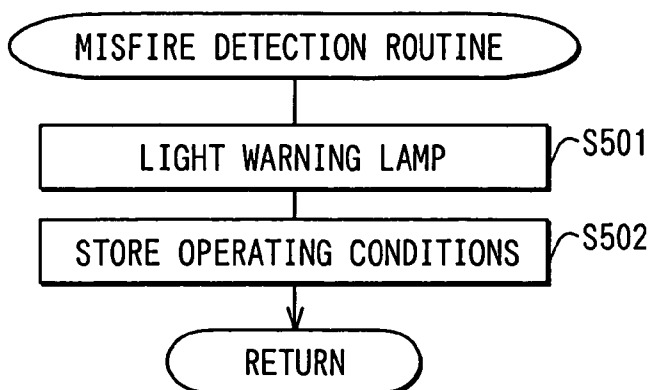 MISFIRE DETECTION ROUTINE
LIGHT WARNING LAMP
S501
STORE OPERATING CONDITIONS
S502
RETURN